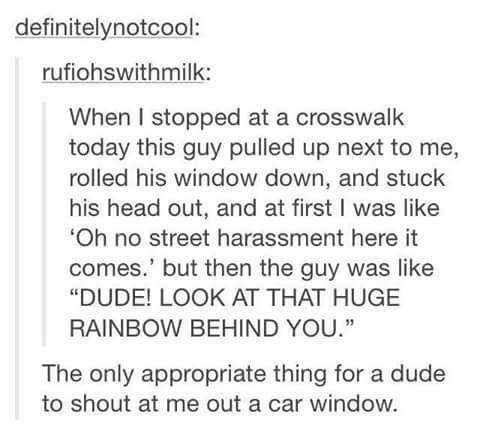 definitelynotcool:
rufiohswithmilk:
When I stopped at a crosswalk
today this guy pulled up next to me,
rolled his window down, and stuck
his head out, and at first I was like
‘Oh no street harassment here it
comes.’ but then the guy was like
“DUDE! LOOK AT THAT HUGE
RAINBOW BEHIND YOU.”
The only appropriate thing for a dude
to shout at me out a car window.